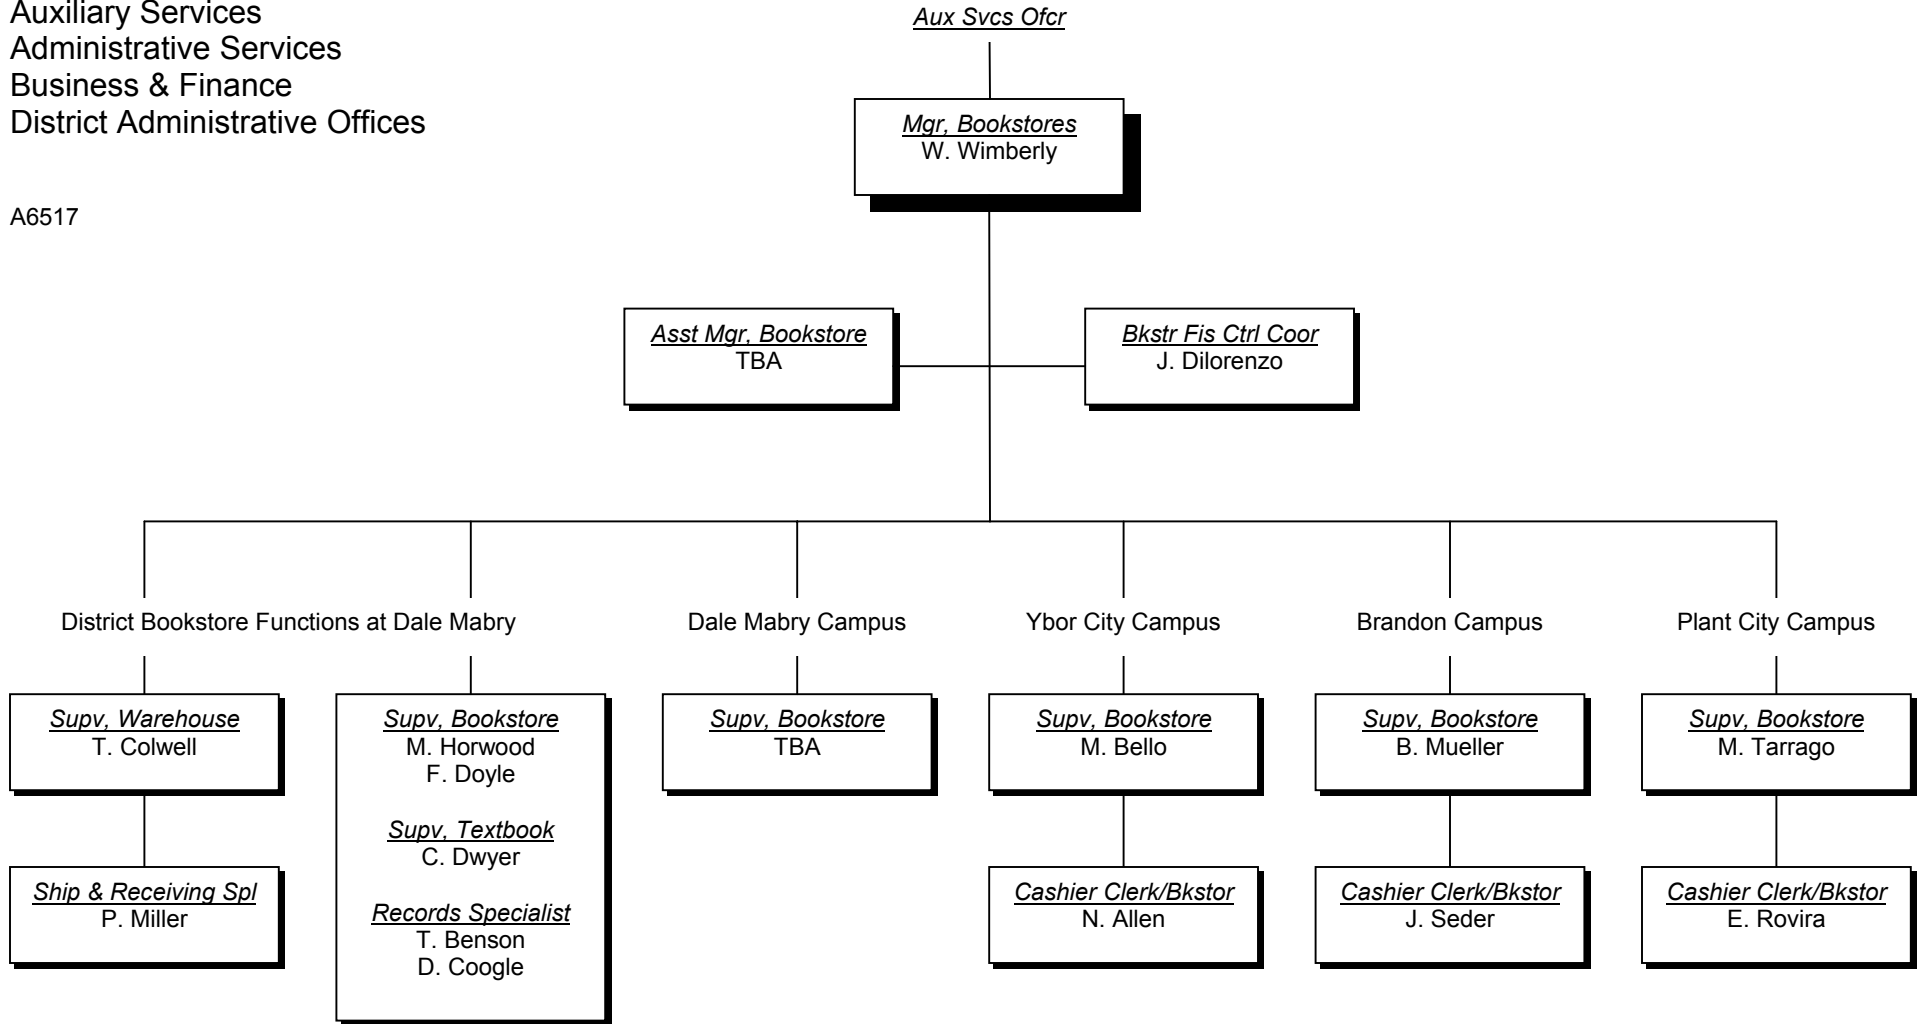 Auxiliary Services
Administrative Services
Business & Finance
District Administrative Offices
A6517
Aux Svcs Ofcr
Mgr, Bookstores
W. Wimberly
Asst Mgr, Bookstore
TBA
Bkstr Fis Ctrl Coor
J. Dilorenzo
District Bookstore Functions at Dale Mabry
Dale Mabry Campus
Ybor City Campus
Brandon Campus
Plant City Campus
Supv, Warehouse
T. Colwell
Ship & Receiving Spl
P. Miller
Supv, Bookstore
M. Horwood
F. Doyle
Supv, Textbook
C. Dwyer
Records Specialist
T. Benson
D. Coogle
Supv, Bookstore
TBA
Supv, Bookstore
M. Bello
Cashier Clerk/Bkstor
N. Allen
Supv, Bookstore
B. Mueller
Cashier Clerk/Bkstor
J. Seder
Supv, Bookstore
M. Tarrago
Cashier Clerk/Bkstor
E. Rovira